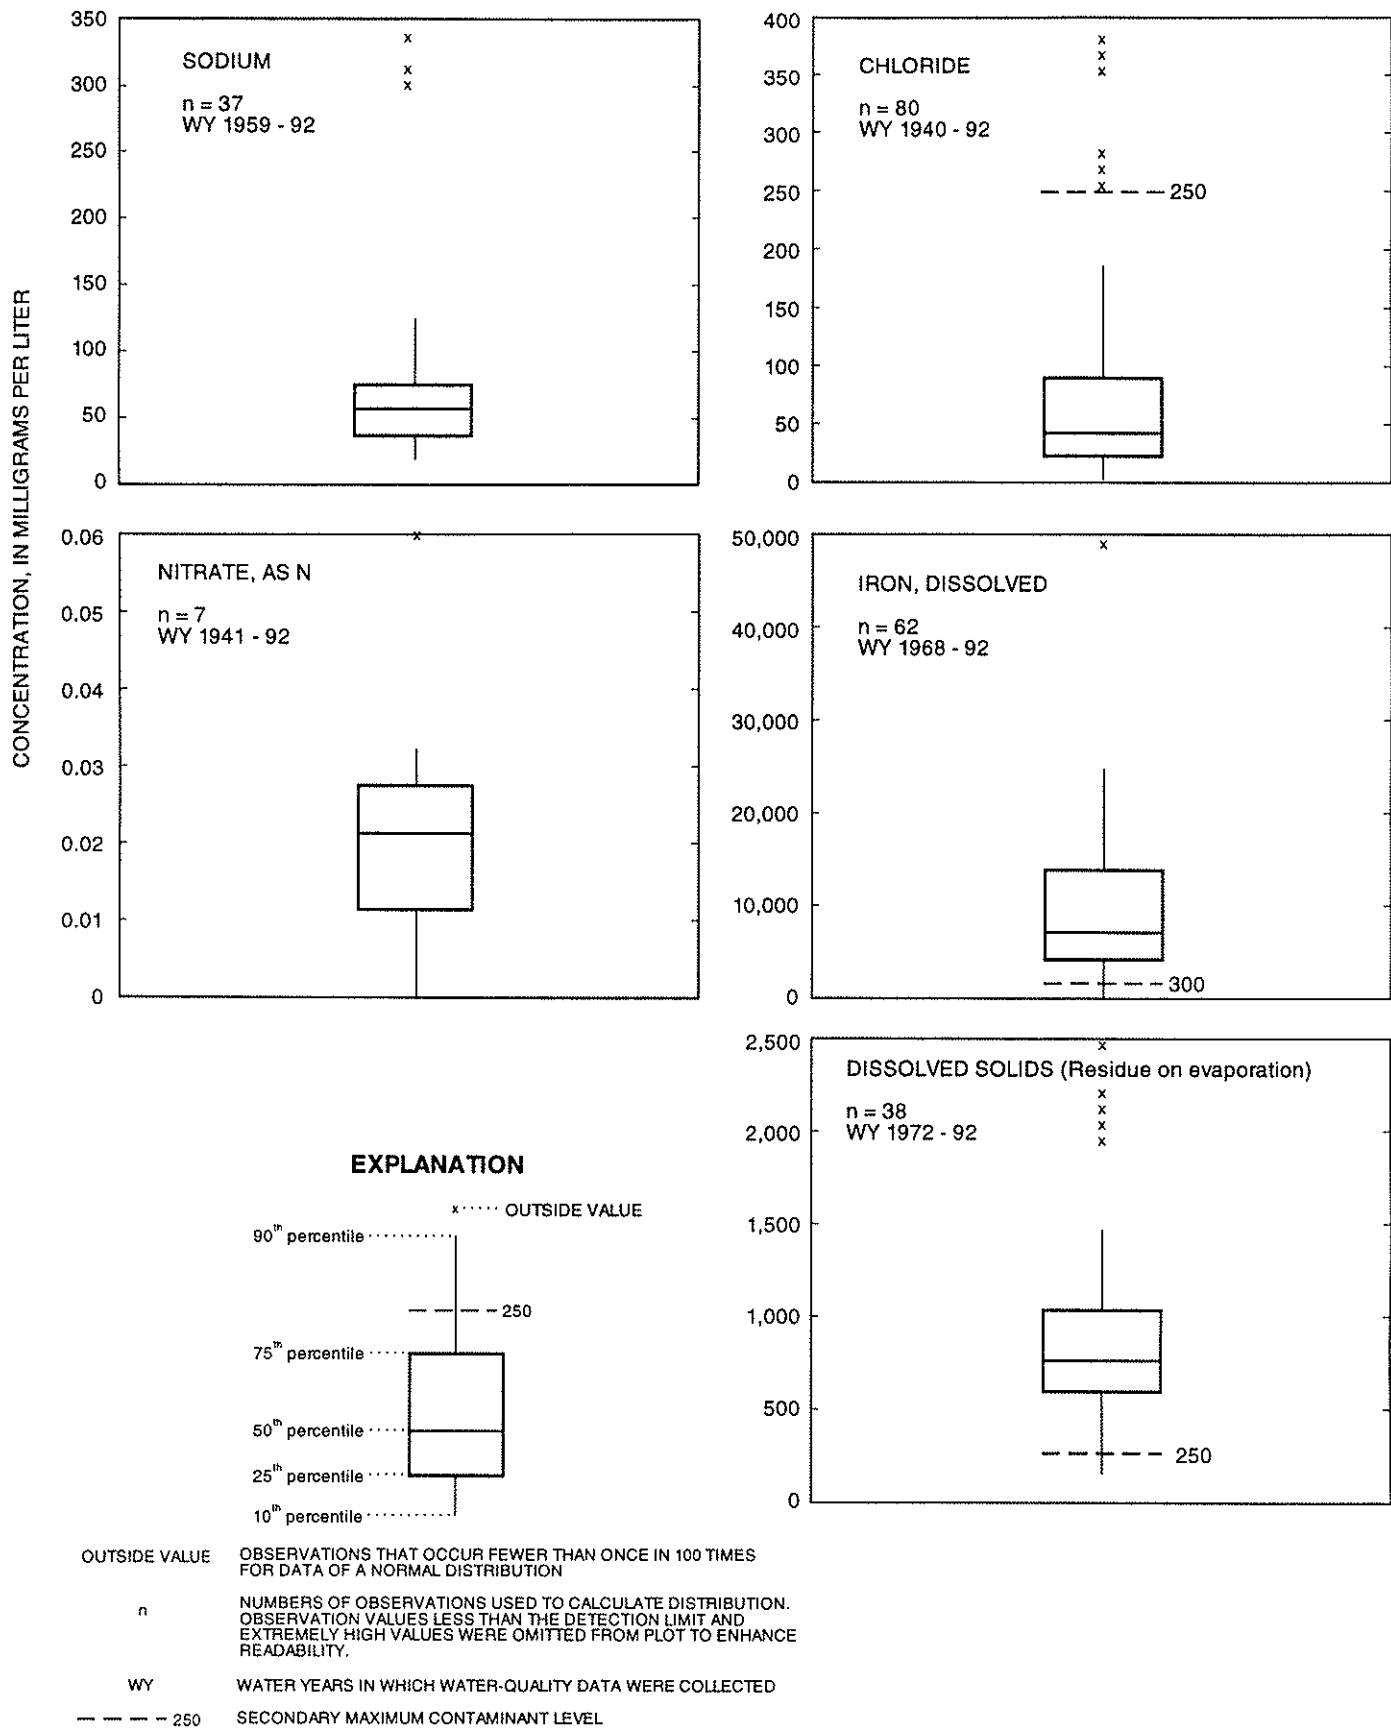 CONCENTRATION, IN MILLIGRAMS PER LITER
350
300
250
200
150
100
50
0
SODIUM
n = 37
WY 1959 - 92
x
x
x
400
350
300
250
200
150
100
50
0
CHLORIDE
n = 80
WY 1940 - 92
x
x
x
x
x
x
250
0.06
0.05
0.04
0.03
0.02
0.01
0
NITRATE, AS N
n = 7
WY 1941 - 92
x
50,000
40,000
30,000
20,000
10,000
0
IRON, DISSOLVED
n = 62
WY 1968 - 92
x
300
2,500
2,000
1,500
1,000
500
0
DISSOLVED SOLIDS (Residue on evaporation)
n = 38
WY 1972 - 92
x
x
x
x
x
250
EXPLANATION
x ..... OUTSIDE VALUE
90th percentile
250
75th percentile
50th percentile
25th percentile
10th percentile
OUTSIDE VALUE OBSERVATIONS THAT OCCUR FEWER THAN ONCE IN 100 TIMES
FOR DATA OF A NORMAL DISTRIBUTION
n NUMBERS OF OBSERVATIONS USED TO CALCULATE DISTRIBUTION.
OBSERVATION VALUES LESS THAN THE DETECTION LIMIT AND
EXTREMELY HIGH VALUES WERE OMITTED FROM PLOT TO ENHANCE
READABILITY.
WY WATER YEARS IN WHICH WATER-QUALITY DATA WERE COLLECTED
250 SECONDARY MAXIMUM CONTAMINANT LEVEL